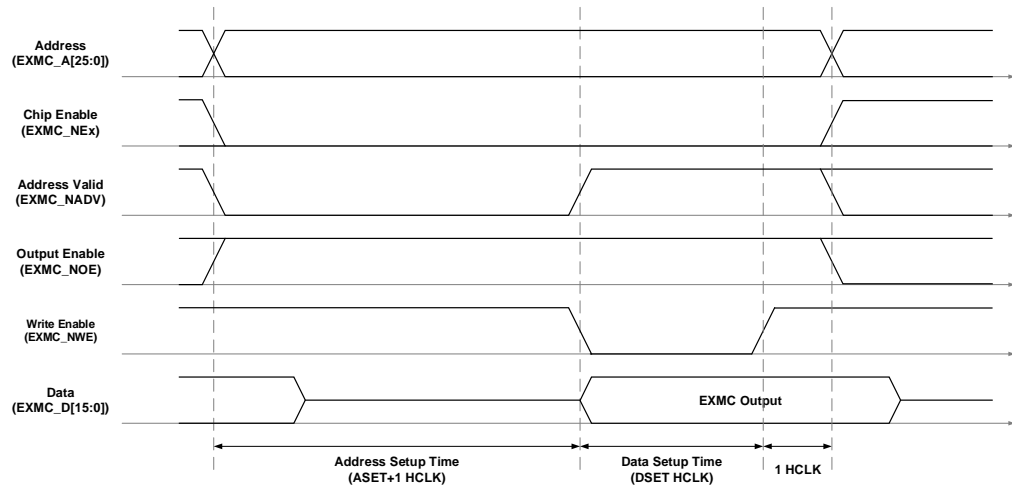 Address
(EXMC_A[25:0])
Chip Enable
(EXMC_NEx)
Address Valid
(EXMC_NADV)
Output Enable
(EXMC_NOE)
Write Enable
(EXMC_NWE)
Data
(EXMC_D[15:0])
EXMC Output
Address Setup Time
(ASET+1 HCLK)
Data Setup Time
(DSET HCLK)
1 HCLK